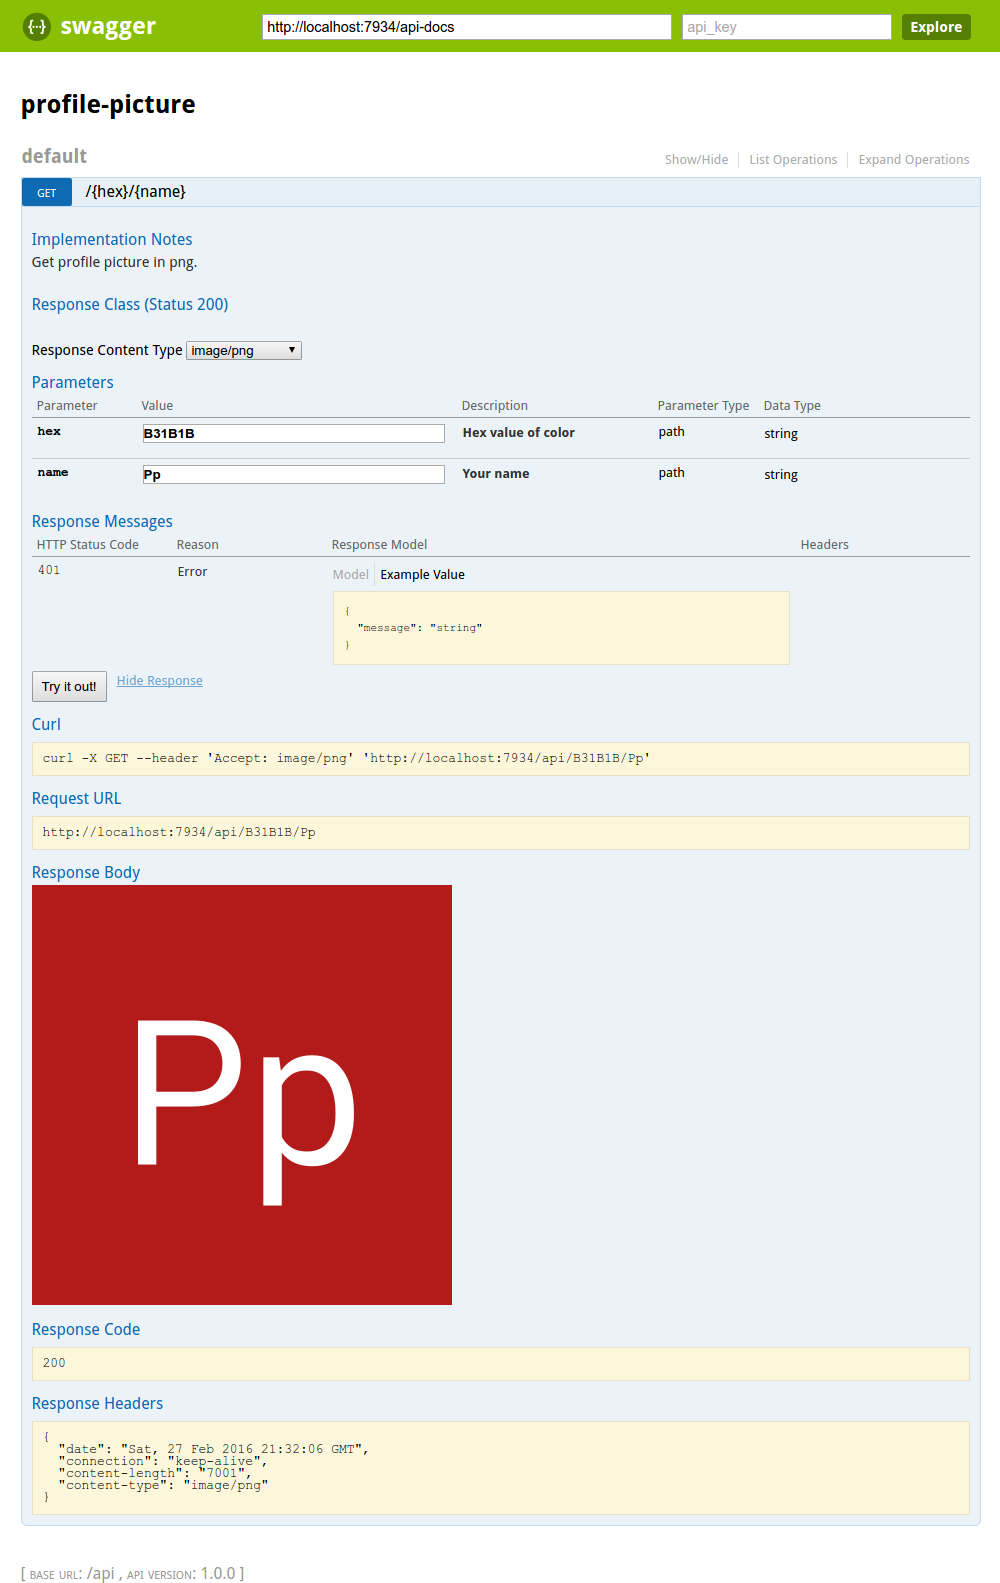 {···} swagger http://localhost:7934/api-docs api_key Explore
profile-picture
default Show/Hide List Operations Expand Operations
GET /{hex}/{name}
Implementation Notes
Get profile picture in png.
Response Class (Status 200)
Response Content Type image/png
Parameters
Parameter Value Description Parameter Type Data Type
hex B31B1B Hex value of color path string
name Pp Your name path string
Response Messages
HTTP Status Code Reason Response Model Headers
401 Error Model Example Value
{
"message": "string"
}
Try it out! Hide Response
Curl
curl -X GET --header 'Accept: image/png' 'http://localhost:7934/api/B31B1B/Pp'
Request URL
http://localhost:7934/api/B31B1B/Pp
Response Body
Pp
Response Code
200
Response Headers
{
"date": "Sat, 27 Feb 2016 21:32:06 GMT",
"connection": "keep-alive",
"content-length": "7001",
"content-type": "image/png"
}
[ BASE URL: /api , API VERSION: 1.0.0 ]